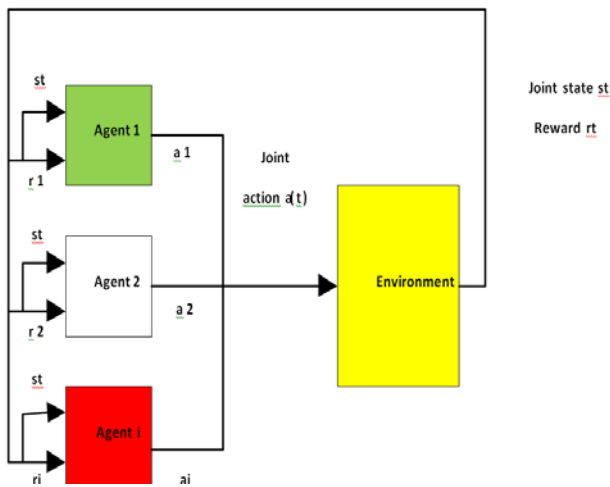 st
Joint state st
Agent 1
Reward rt
a 1
Joint
r 1
action a(t)
st
Agent 2
Environment
a 2
r 2
st
Agent i
ri
ai